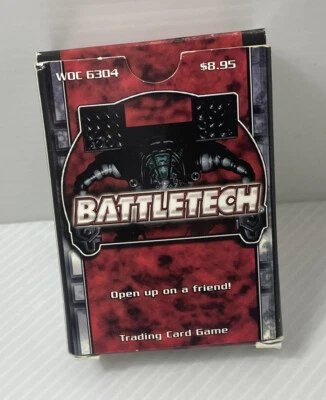 WOC 6304 $8.95
BATTLETECH
Open up on a friend!
Trading Card Game